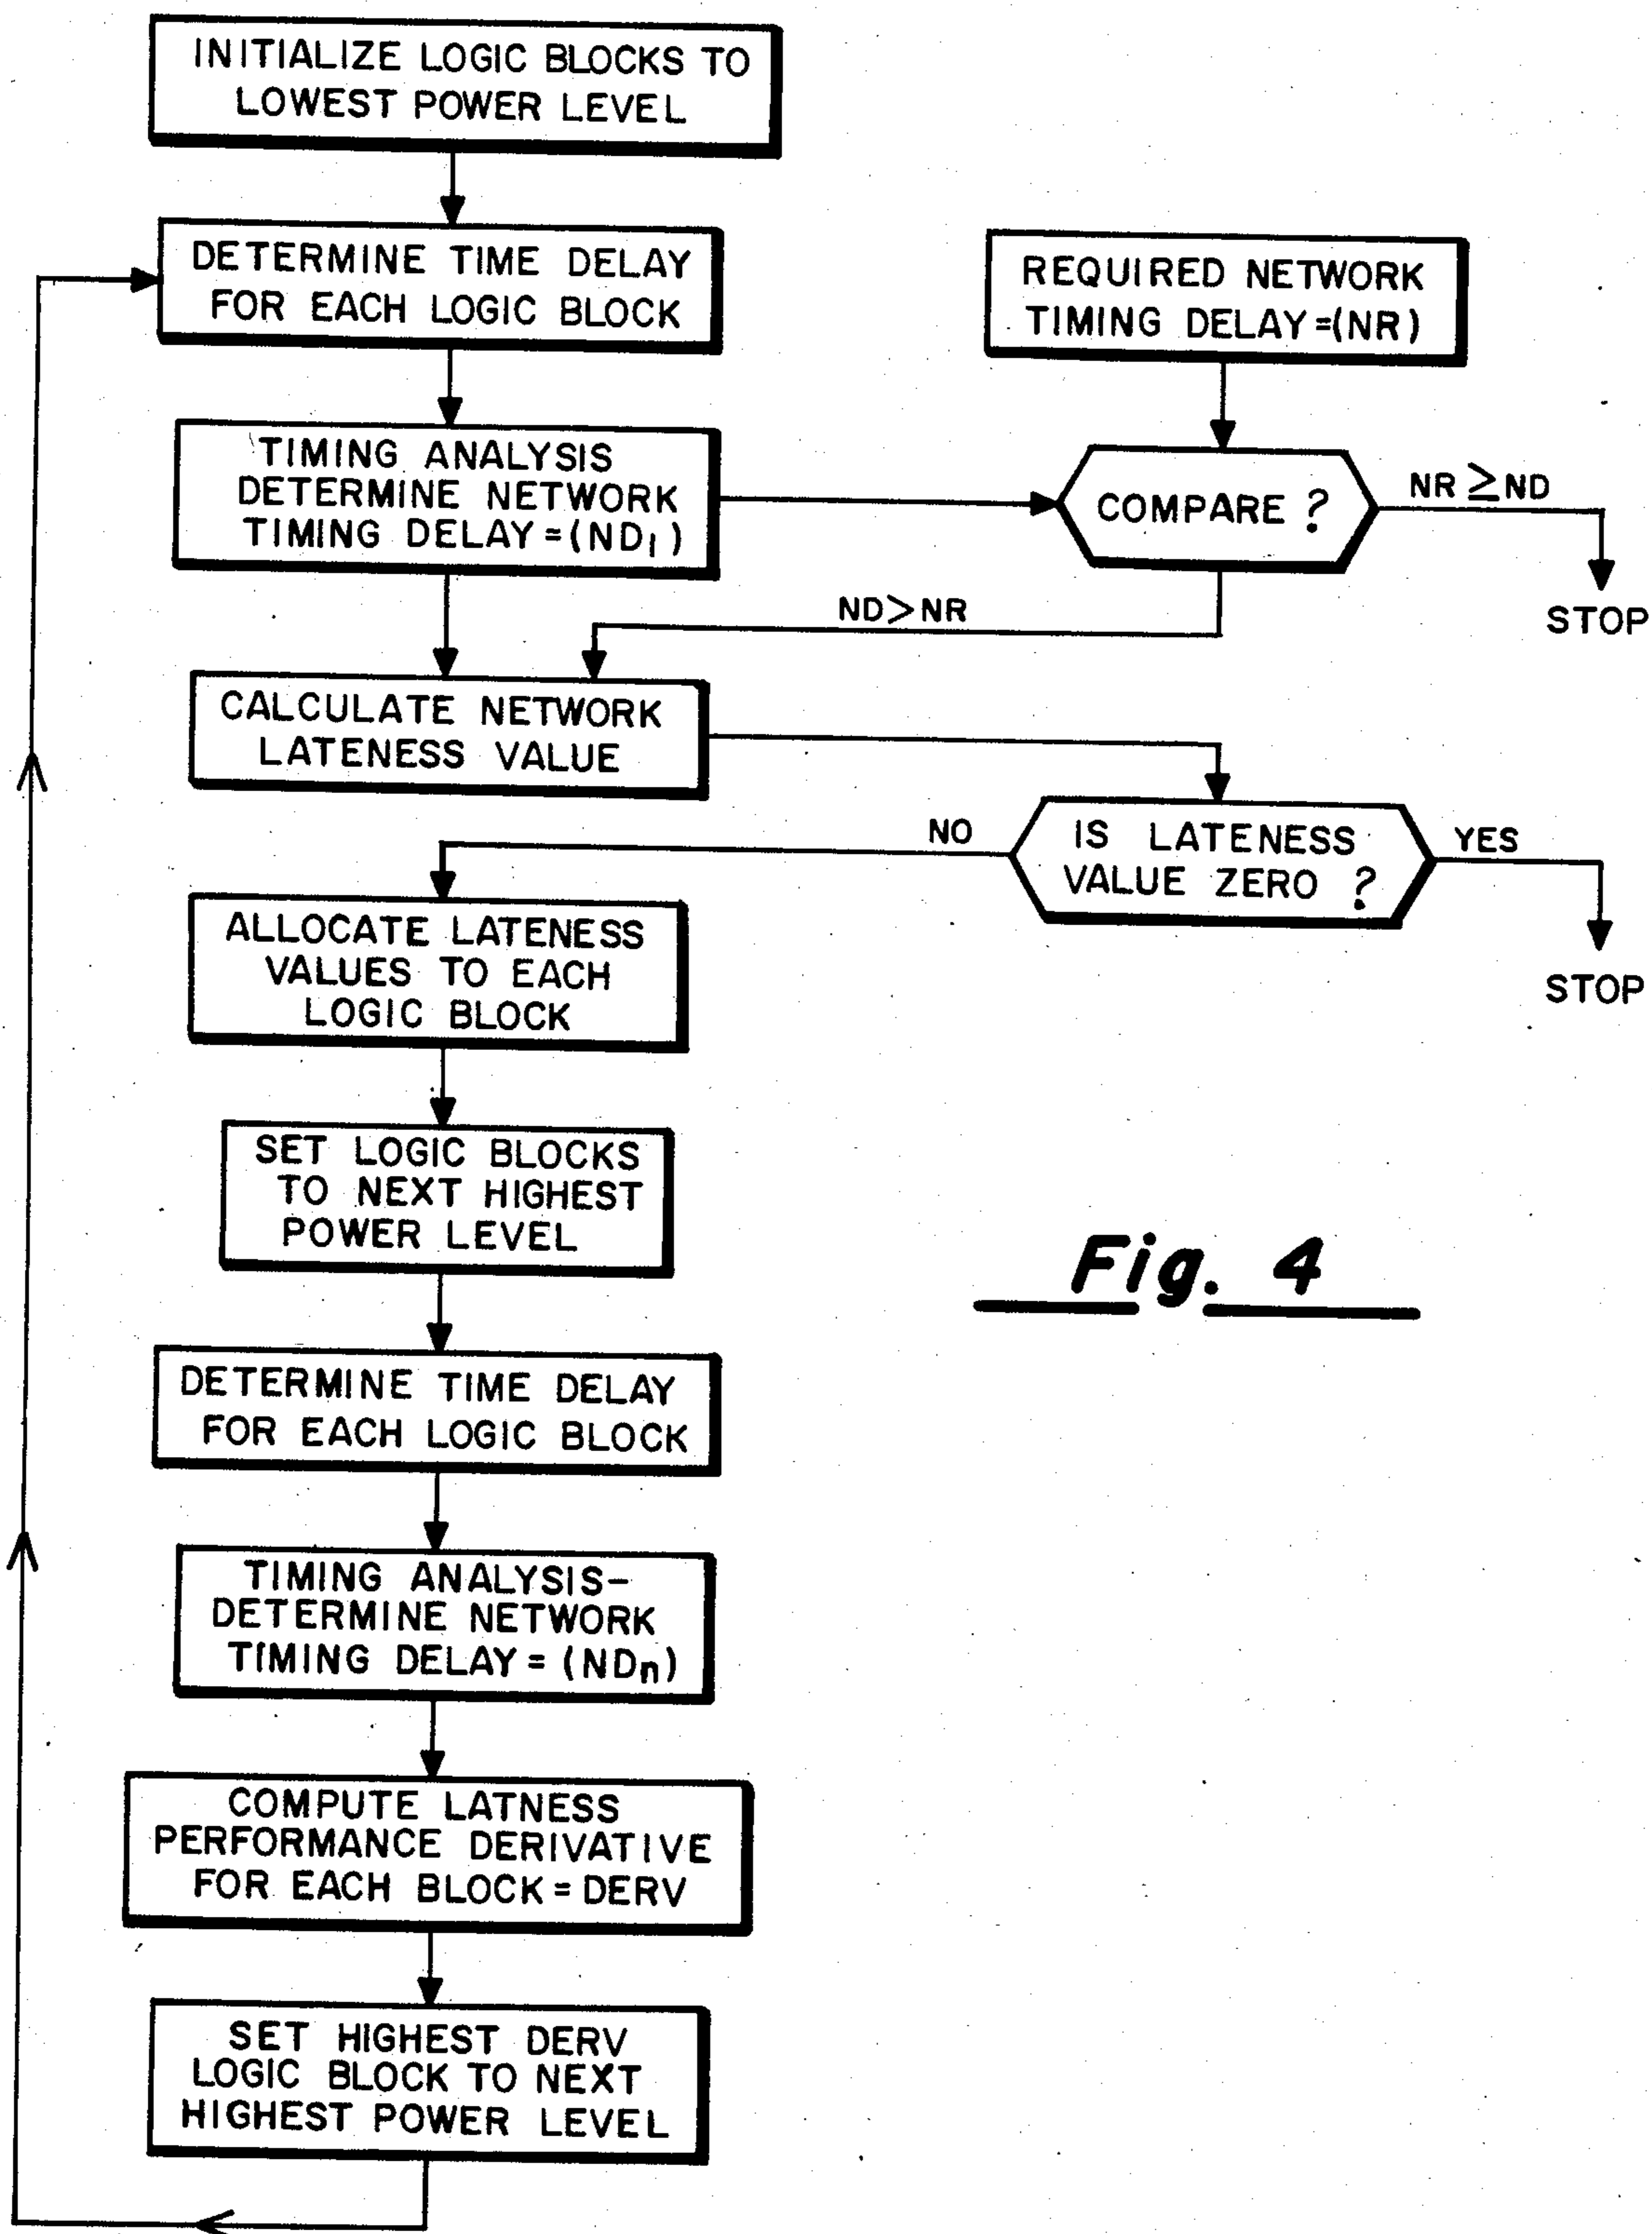 INITIALIZE LOGIC BLOCKS TO
LOWEST POWER LEVEL
DETERMINE TIME DELAY
FOR EACH LOGIC BLOCK
REQUIRED NETWORK
TIMING DELAY=(NR)
TIMING ANALYSIS
DETERMINE NETWORK
TIMING DELAY=(ND₁)
COMPARE ?
NR ≥ ND
STOP
ND>NR
CALCULATE NETWORK
LATENESS VALUE
IS LATENESS
VALUE ZERO ?
NO
YES
STOP
ALLOCATE LATENESS
VALUES TO EACH
LOGIC BLOCK
SET LOGIC BLOCKS
TO NEXT HIGHEST
POWER LEVEL
Fig. 4
DETERMINE TIME DELAY
FOR EACH LOGIC BLOCK
TIMING ANALYSIS-
DETERMINE NETWORK
TIMING DELAY=(NDn)
COMPUTE LATNESS
PERFORMANCE DERIVATIVE
FOR EACH BLOCK=DERV
SET HIGHEST DERV
LOGIC BLOCK TO NEXT
HIGHEST POWER LEVEL